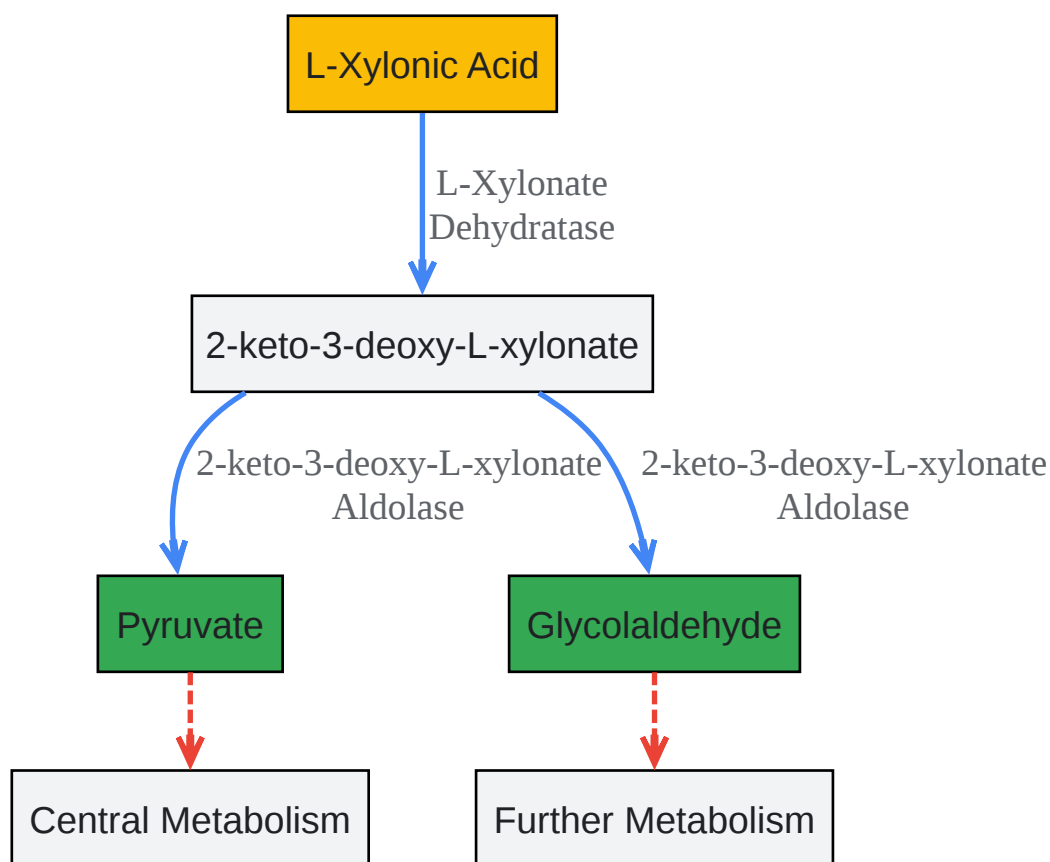 L-Xylonic Acid
L-Xylonate
Dehydratase
2-keto-3-deoxy-L-xylonate
2-keto-3-deoxy-L-xylonate
Aldolase
2-keto-3-deoxy-L-xylonate
Aldolase
Pyruvate
Glycolaldehyde
Central Metabolism
Further Metabolism